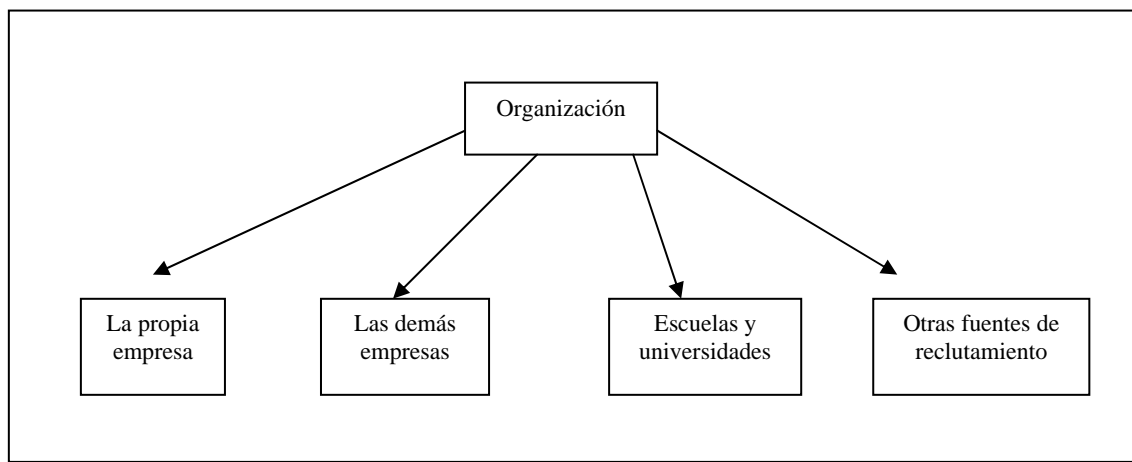 Organización
La propia
empresa
Las demás
empresas
Escuelas y
universidades
Otras fuentes de
reclutamiento